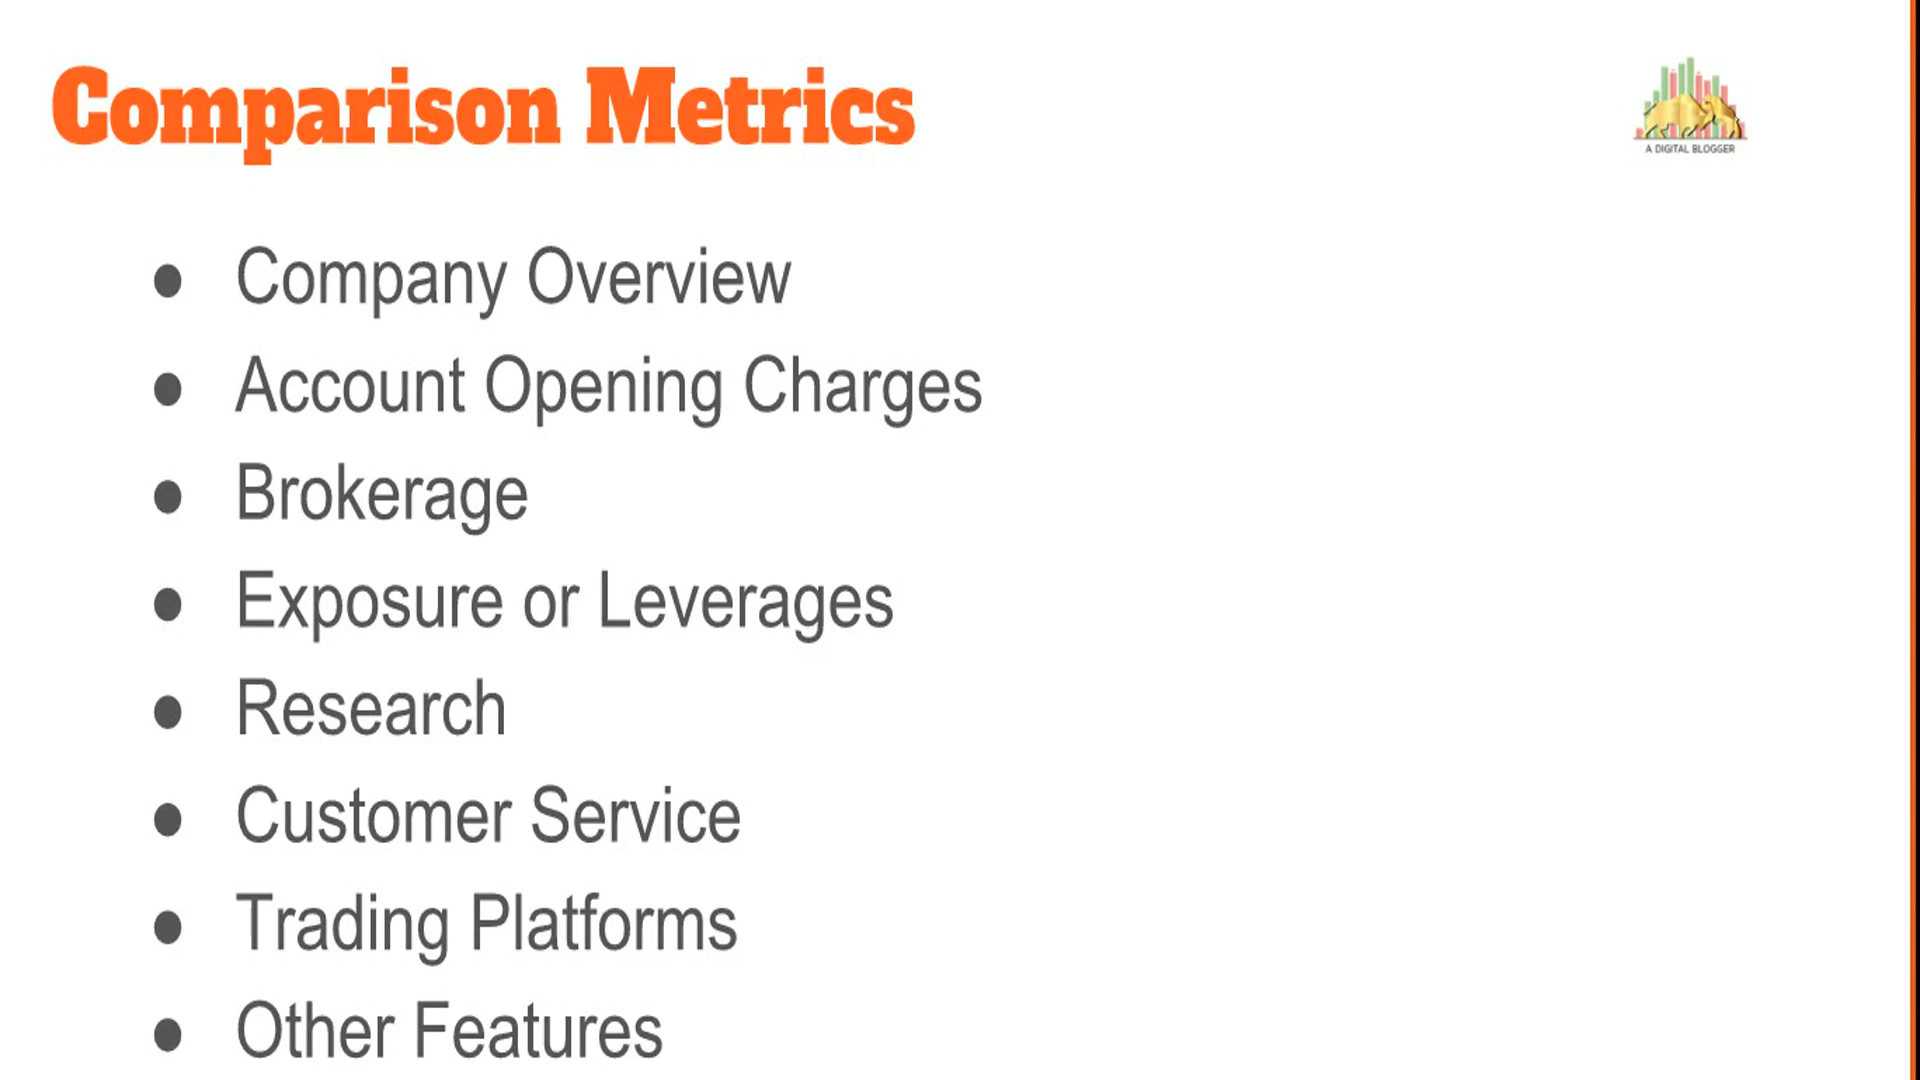 Comparison Metrics
A DIGITAL BLOGGER
● Company Overview
● Account Opening Charges
● Brokerage
● Exposure or Leverages
● Research
● Customer Service
● Trading Platforms
● Other Features